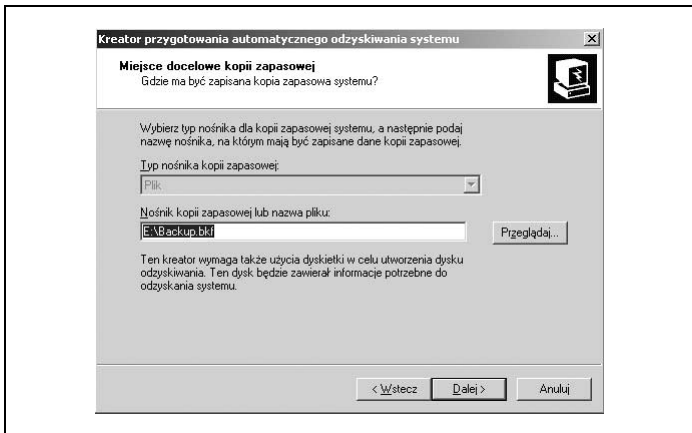 Kreator przygotowania automatycznego odzyskiwania systemu
Miejsce docelowe kopii zapasowej
Gdzie ma być zapisana kopia zapasowa systemu?
Wybierz typ nośnika dla kopii zapasowej systemu, a następnie podaj
nazwę nośnika, na którym mają być zapisane dane kopii zapasowej.
Typ nośnika kopii zapasowej:
Plik
Nośnik kopii zapasowej lub nazwa pliku:
E:\Backup.bkf
Przeglądaj...
Ten kreator wymaga także użycia dyskietki w celu utworzenia dysku
odzyskiwania. Ten dysk będzie zawierał informacje potrzebne do
odzyskania systemu.
< Wstecz Dalej > Anuluj